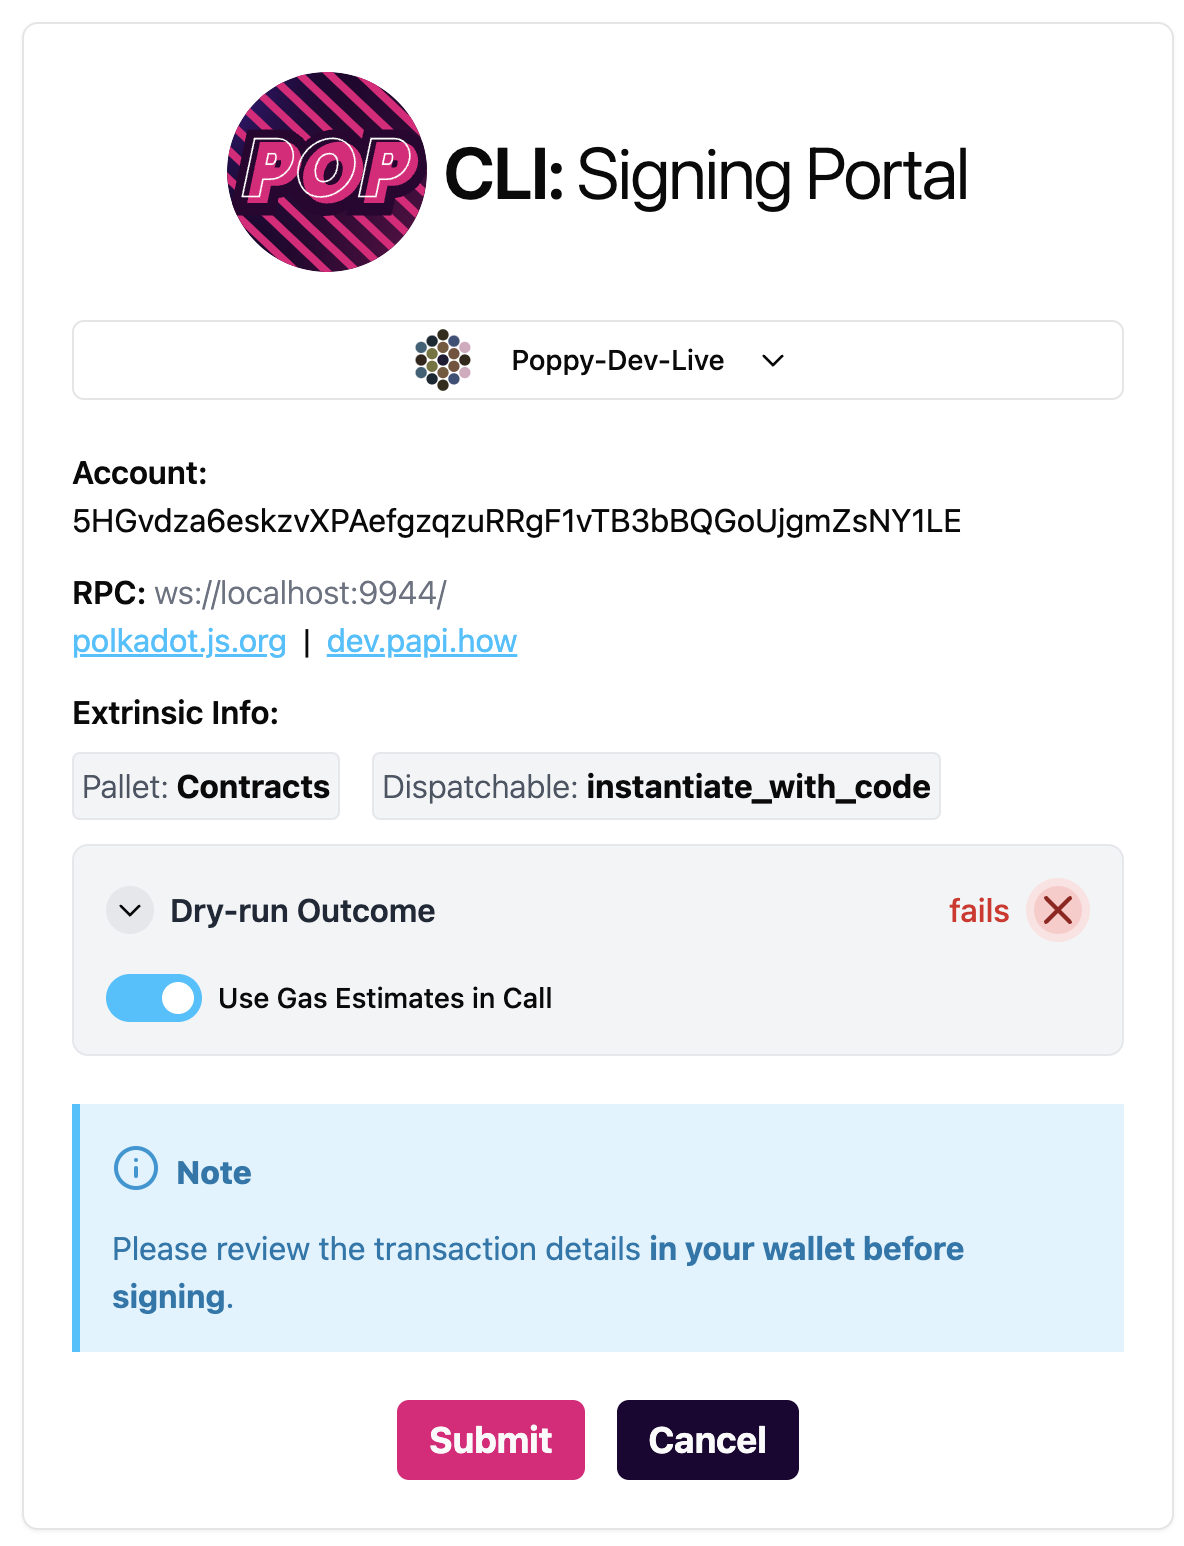 POP CLI: Signing Portal
Poppy-Dev-Live
Account:
5HGvdza6eskzvXPAefgzqzuRRgF1vTB3bBQGoUjgmZsNY1LE
RPC: ws://localhost:9944/
polkadot.js.org | dev.papi.how
Extrinsic Info:
Pallet: Contracts Dispatchable: instantiate_with_code
Dry-run Outcome fails
Use Gas Estimates in Call
Note
Please review the transaction details in your wallet before
signing.
Submit Cancel